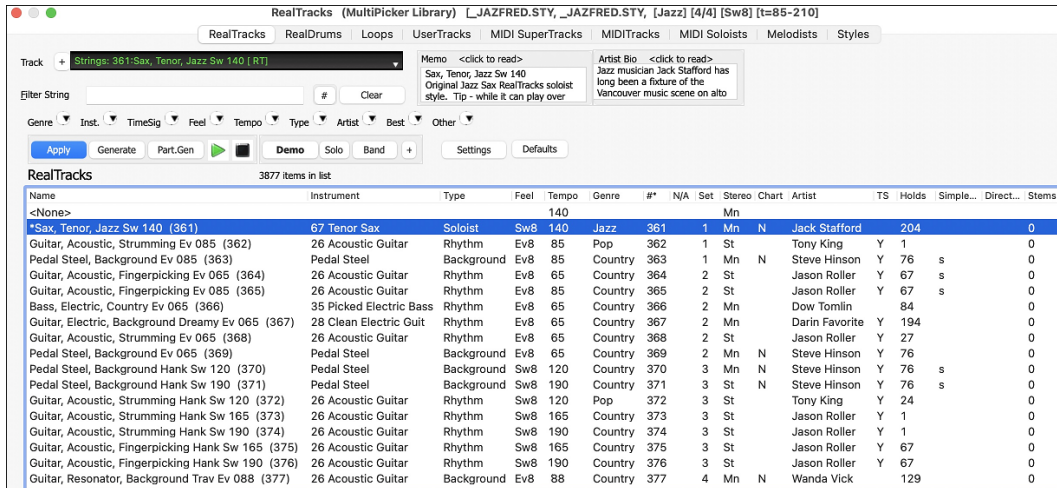 RealTracks (MultiPicker Library) [_JAZFRED.STY, _JAZFRED.STY, [Jazz] [4/4] [Sw8] [t=85-210]
RealTracks RealDrums Loops UserTracks MIDI SuperTracks MIDITracks MIDI Soloists Melodists Styles
Track + Strings: 361:Sax, Tenor, Jazz Sw 140 [ RT]
Memo <click to read>
Sax, Tenor, Jazz Sw 140
Original Jazz Sax RealTracks soloist
style. Tip - while it can play over
Artist Bio <click to read>
Jazz musician Jack Stafford has
long been a fixture of the
Vancouver music scene on alto
Filter String # Clear
Genre Inst. TimeSig Feel Tempo Type Artist Best Other
Apply Generate Part.Gen Demo Solo Band + Settings Defaults
RealTracks 3877 items in list
Name Instrument Type Feel Tempo Genre #* N/A Set Stereo Chart Artist TS Holds Simple... Direct... Stems
<None> 140 Mn
*Sax, Tenor, Jazz Sw 140 (361) 67 Tenor Sax Soloist Sw8 140 Jazz 361 1 Mn N Jack Stafford 204 0
Guitar, Acoustic, Strumming Ev 085 (362) 26 Acoustic Guitar Rhythm Ev8 85 Pop 362 1 St Tony King Y 1 0
Pedal Steel, Background Ev 085 (363) Pedal Steel Background Ev8 85 Country 363 1 Mn N Steve Hinson Y 76 s 0
Guitar, Acoustic, Fingerpicking Ev 065 (364) 26 Acoustic Guitar Rhythm Ev8 65 Country 364 2 St Jason Roller Y 67 s 0
Guitar, Acoustic, Fingerpicking Ev 085 (365) 26 Acoustic Guitar Rhythm Ev8 85 Country 365 2 St Jason Roller Y 67 s 0
Bass, Electric, Country Ev 065 (366) 35 Picked Electric Bass Rhythm Ev8 65 Country 366 2 Mn Dow Tomlin 84 0
Guitar, Electric, Background Dreamy Ev 065 (367) 28 Clean Electric Guit Rhythm Ev8 65 Country 367 2 Mn Darin Favorite Y 194 0
Guitar, Acoustic, Strumming Ev 065 (368) 26 Acoustic Guitar Rhythm Ev8 65 Country 368 2 St Jason Roller Y 27 0
Pedal Steel, Background Ev 065 (369) Pedal Steel Background Ev8 65 Country 369 2 Mn N Steve Hinson Y 76 0
Pedal Steel, Background Hank Sw 120 (370) Pedal Steel Background Sw8 120 Country 370 3 Mn N Steve Hinson Y 76 s 0
Pedal Steel, Background Hank Sw 190 (371) Pedal Steel Background Sw8 190 Country 371 3 St N Steve Hinson Y 76 s 0
Guitar, Acoustic, Strumming Hank Sw 120 (372) 26 Acoustic Guitar Rhythm Sw8 120 Pop 372 3 St Tony King Y 24 0
Guitar, Acoustic, Strumming Hank Sw 165 (373) 26 Acoustic Guitar Rhythm Sw8 165 Country 373 3 St Jason Roller Y 1 0
Guitar, Acoustic, Strumming Hank Sw 190 (374) 26 Acoustic Guitar Rhythm Sw8 190 Country 374 3 St Jason Roller Y 1 0
Guitar, Acoustic, Fingerpicking Hank Sw 165 (375) 26 Acoustic Guitar Rhythm Sw8 165 Country 375 3 St Jason Roller Y 67 0
Guitar, Acoustic, Fingerpicking Hank Sw 190 (376) 26 Acoustic Guitar Rhythm Sw8 190 Country 376 3 St Jason Roller Y 67 0
Guitar, Resonator, Background Trav Ev 088 (377) 26 Acoustic Guitar Background Ev8 88 Country 377 4 Mn N Wanda Vick 129 0